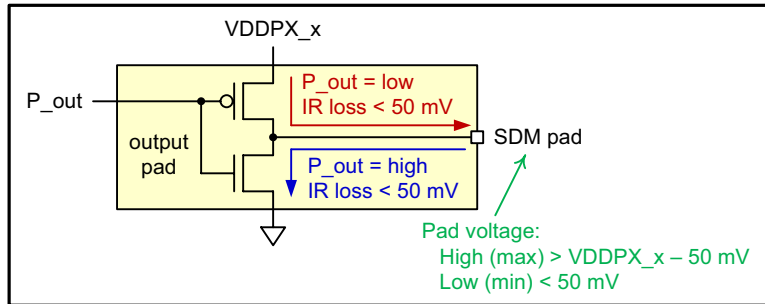 VDDPX_x
P_out = low
IR loss < 50 mV
P_out
output
pad
SDM pad
P_out = high
IR loss < 50 mV
Pad voltage:
High (max) > VDDPX_x – 50 mV
Low (min) < 50 mV